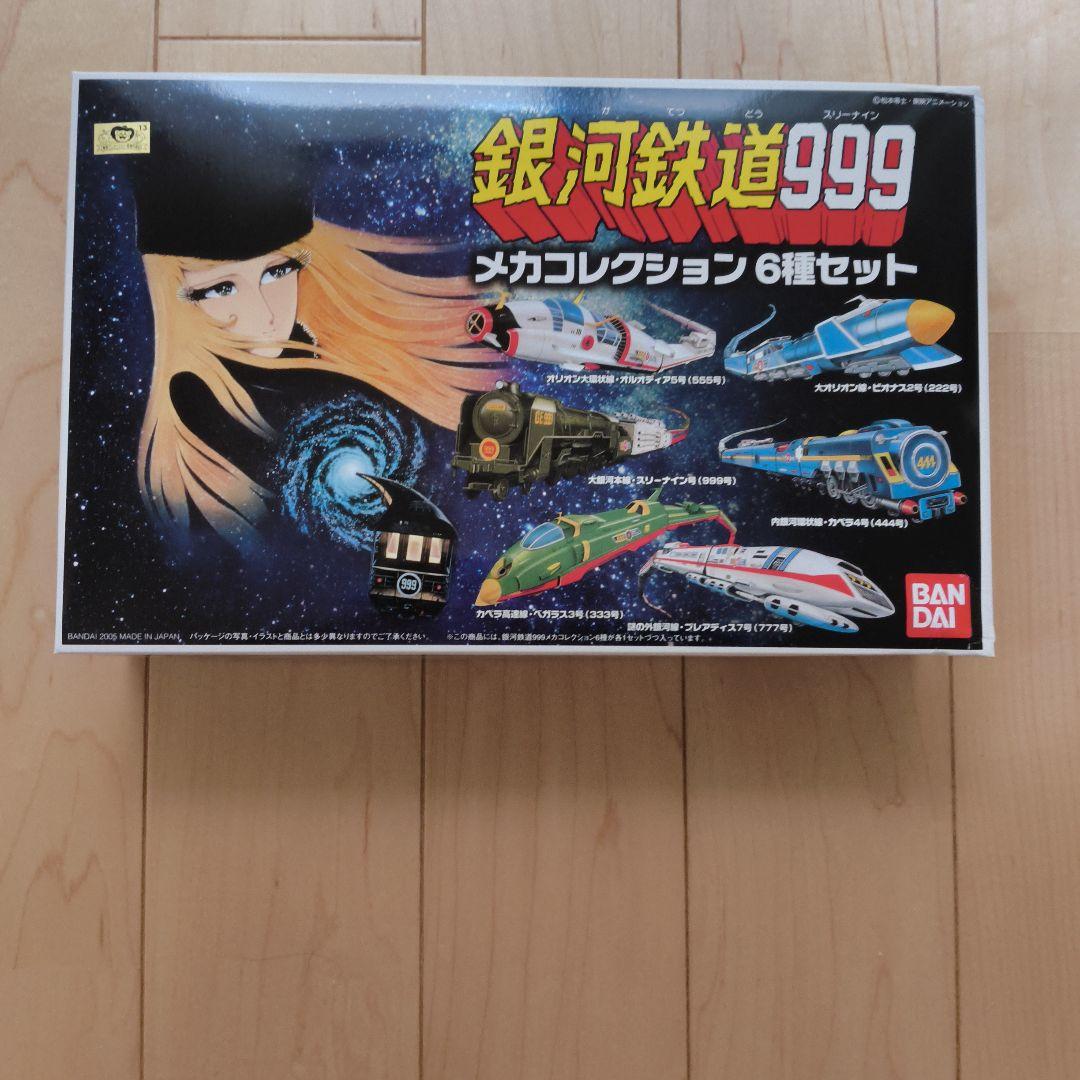 ©松本零士・東映アニメーション
ぎんがてつどうスリーナイン
銀河鉄道999
メカコレクション 6種セット
オリオン大環状線・オルオディア5号(555号)
大オリオン線・ビオナス2号(222号)
大銀河本線・スリーナイン号(999号)
内銀河環状線・カペラ4号(444号)
カペラ高速線・ペガラス3号(333号)
謎の外銀河線・プレアディス7号(777号)
999
444
BAN
DAI
BANDAI 2005 MADE IN JAPAN パッケージの写真・イラストと商品とは多少異なりますのでご了承ください。
※この商品には、銀河鉄道999メカコレクション6種が各1セットづつ入っています。
13